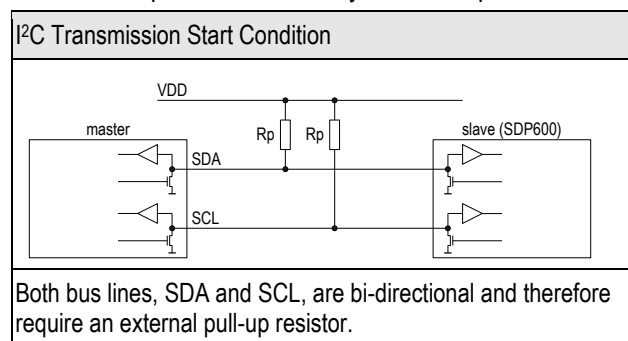 I²C Transmission Start Condition
VDD
master
Rp
Rp
slave (SDP600)
SDA
SCL
Both bus lines, SDA and SCL, are bi-directional and therefore
require an external pull-up resistor.